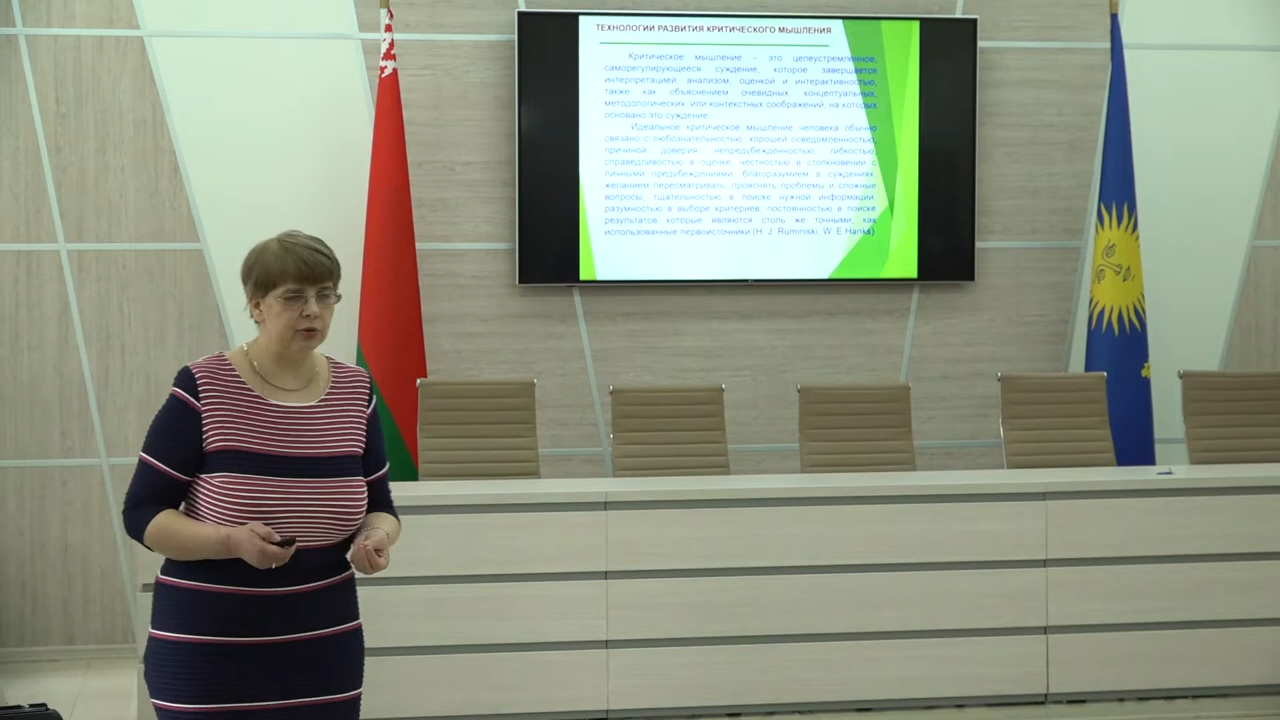 ТЕХНОЛОГИИ РАЗВИТИЯ КРИТИЧЕСКОГО МЫШЛЕНИЯ
Критическое мышление – это целеустремленное,
саморегулирующееся суждение, которое завершается
интерпретацией, анализом, оценкой и интерактивностью,
также как объяснением очевидных, концептуальных,
методологических, или контекстных соображений, на которых
основано это суждение.
Идеальное критическое мышление человека обычно
связано с любознательностью, хорошей осведомленностью,
причиной доверия, непредубеждённостью, гибкостью,
справедливостью в оценке, честностью в столкновении с
личными предубеждениями, благоразумием в суждениях,
желанием пересматривать, прояснять проблемы и сложные
вопросы, тщательностью в поиске нужной информации,
разумностью в выборе критериев, постоянностью в поиске
результатов которые являются столь же точными, как
использованные первоисточники (H. J. Ruminiski, W. E.Hanks)